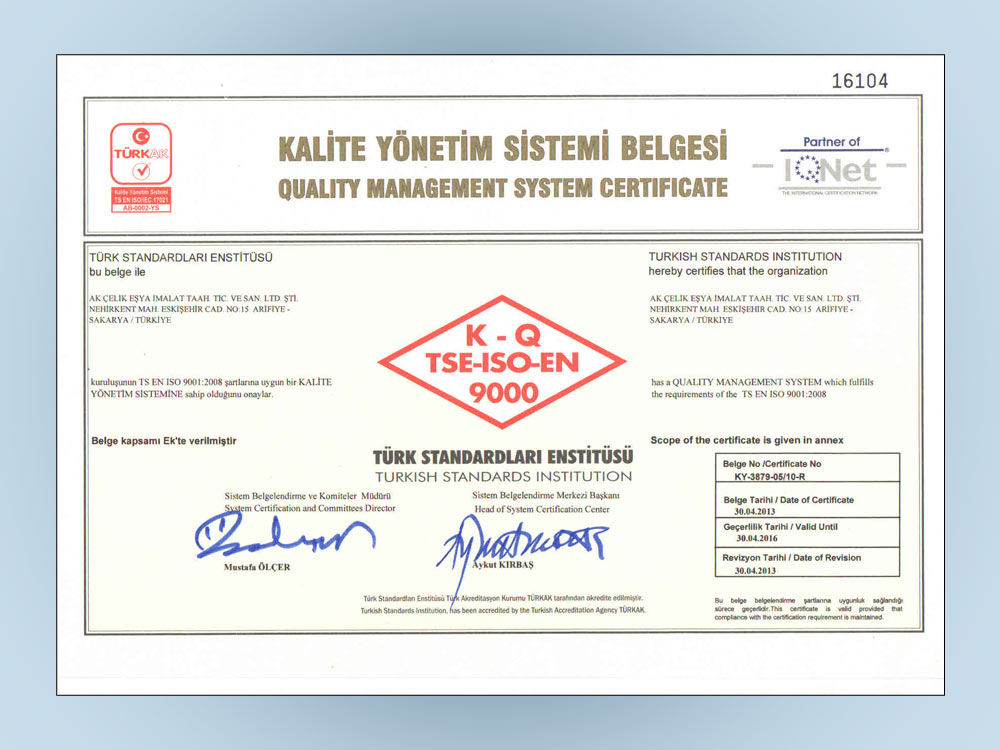 16104
TÜRKAK
Kalite Yönetim Sistemi
TS EN ISO/IEC 17021
AB-0002-YS
KALİTE YÖNETİM SİSTEMİ BELGESİ
QUALITY MANAGEMENT SYSTEM CERTIFICATE
Partner of
IQNet
THE INTERNATIONAL CERTIFICATION NETWORK
TÜRK STANDARDLARI ENSTİTÜSÜ
bu belge ile
AK ÇELİK EŞYA İMALAT TAAH. TİC. VE SAN. LTD. ŞTİ.
NEHİRKENT MAH. ESKİŞEHİR CAD. NO:15 ARİFİYE -
SAKARYA / TÜRKİYE
kuruluşunun TS EN ISO 9001:2008 şartlarına uygun bir KALİTE
YÖNETİM SİSTEMİNE sahip olduğunu onaylar.
Belge kapsamı Ek'te verilmiştir
TURKISH STANDARDS INSTITUTION
hereby certifies that the organization
AK ÇELİK EŞYA İMALAT TAAH. TİC. VE SAN. LTD. ŞTİ.
NEHİRKENT MAH. ESKİŞEHİR CAD. NO:15 ARİFİYE -
SAKARYA / TÜRKİYE
has a QUALITY MANAGEMENT SYSTEM which fulfills
the requirements of the TS EN ISO 9001:2008
Scope of the certificate is given in annex
K - Q
TSE-ISO-EN
9000
TÜRK STANDARDLARI ENSTİTÜSÜ
TURKISH STANDARDS INSTITUTION
Sistem Belgelendirme ve Komiteler Müdürü
System Certification and Committees Director
Mustafa ÖLÇER
Sistem Belgelendirme Merkezi Başkanı
Head of System Certification Center
Aykut KIRBAŞ
Belge No /Certificate No
KY-3879-05/10-R
Belge Tarihi / Date of Certificate
30.04.2013
Geçerlilik Tarihi / Valid Until
30.04.2016
Revizyon Tarihi / Date of Revision
30.04.2013
Türk Standardları Enstitüsü Türk Akreditasyon Kurumu TÜRKAK tarafından akredite edilmiştir.
Turkish Standards Institution, has been accredited by the Turkish Accreditation Agency TÜRKAK.
Bu belge belgelendirme şartlarına uygunluk sağlandığı
sürece geçerlidir.This certificate is valid provided that
compliance with the certification requirement is maintained.